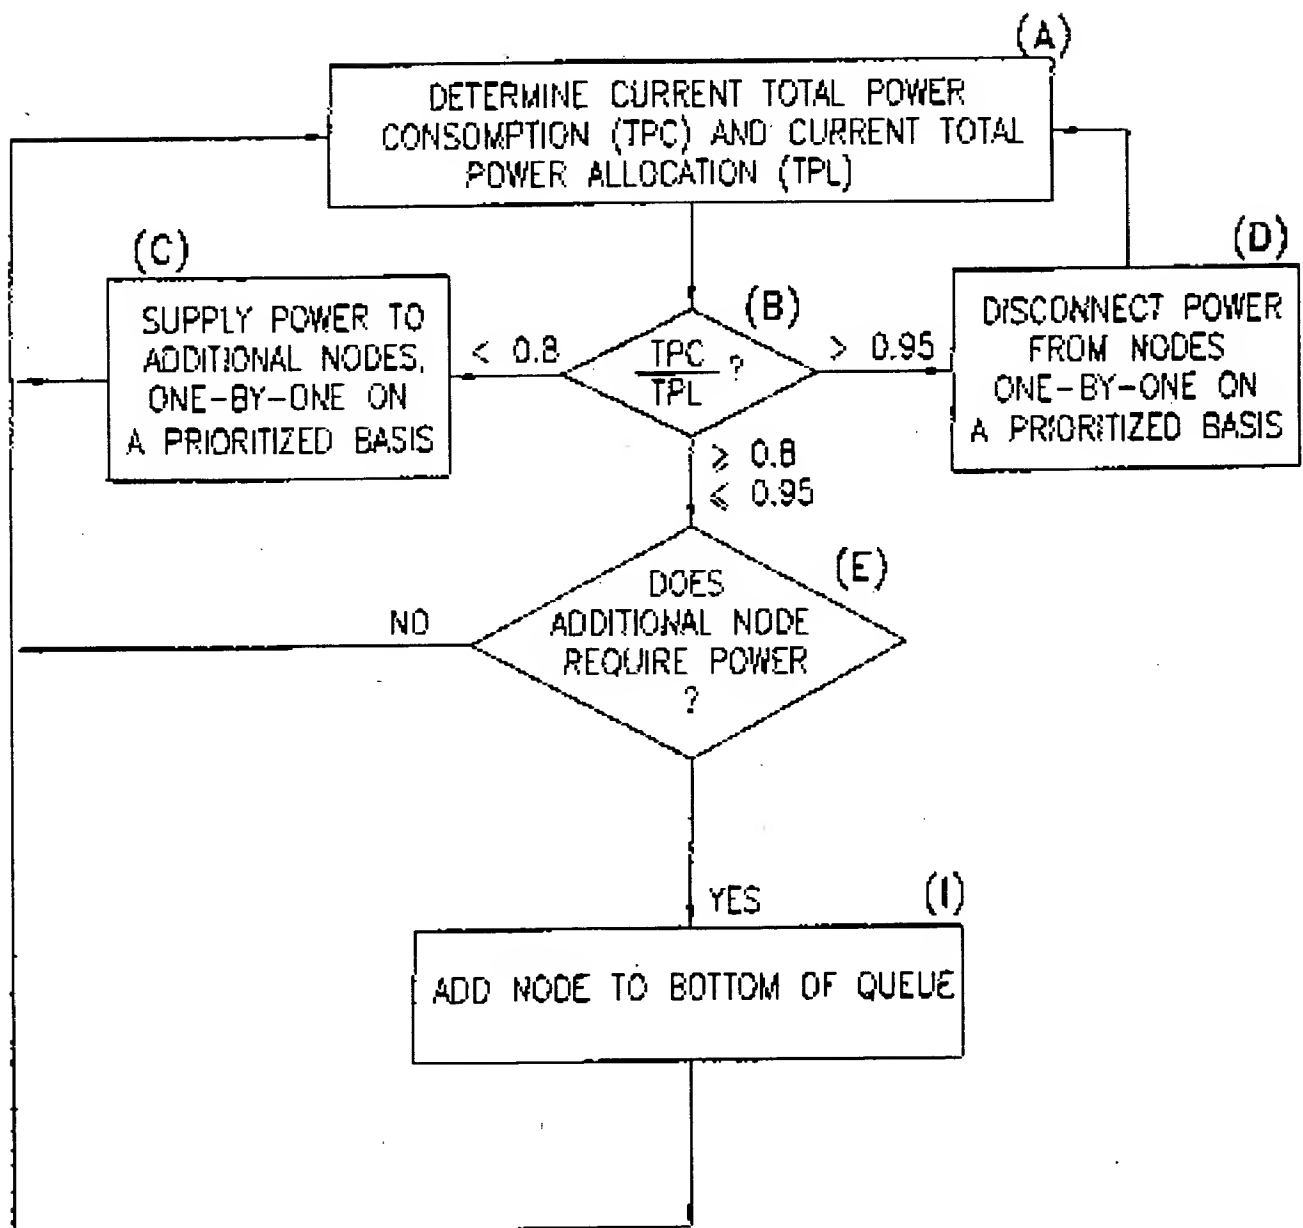 (A)
DETERMINE CURRENT TOTAL POWER
CONSOMPTION (TPC) AND CURRENT TOTAL
POWER ALLOCATION (TPL)
(C)
SUPPLY POWER TO
ADDITIONAL NODES,
ONE-BY-ONE ON
A PRIORITIZED BASIS
< 0.8
(B)
TPC
TPL
?
> 0.95
(D)
DISCONNECT POWER
FROM NODES
ONE-BY-ONE ON
A PRIORITIZED BASIS
⩾ 0.8
⩽ 0.95
(E)
DOES
ADDITIONAL NODE
REQUIRE POWER
?
NO
YES
(I)
ADD NODE TO BOTTOM OF QUEUE